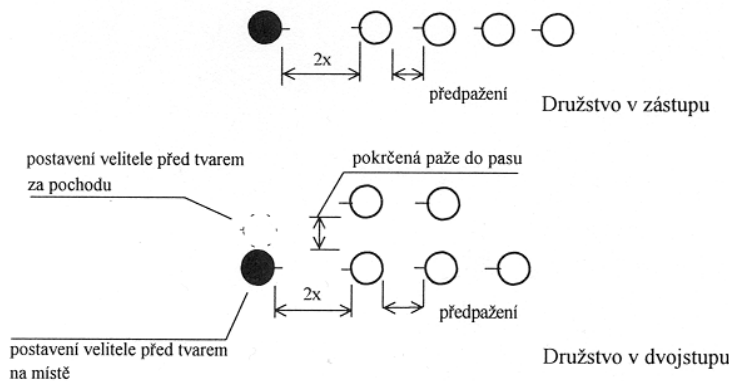 2x
předpažení
Družstvo v zástupu
postavení velitele před tvarem
za pochodu
pokrčená paže do pasu
2x
předpažení
postavení velitele před tvarem
na místě
Družstvo v dvojstupu